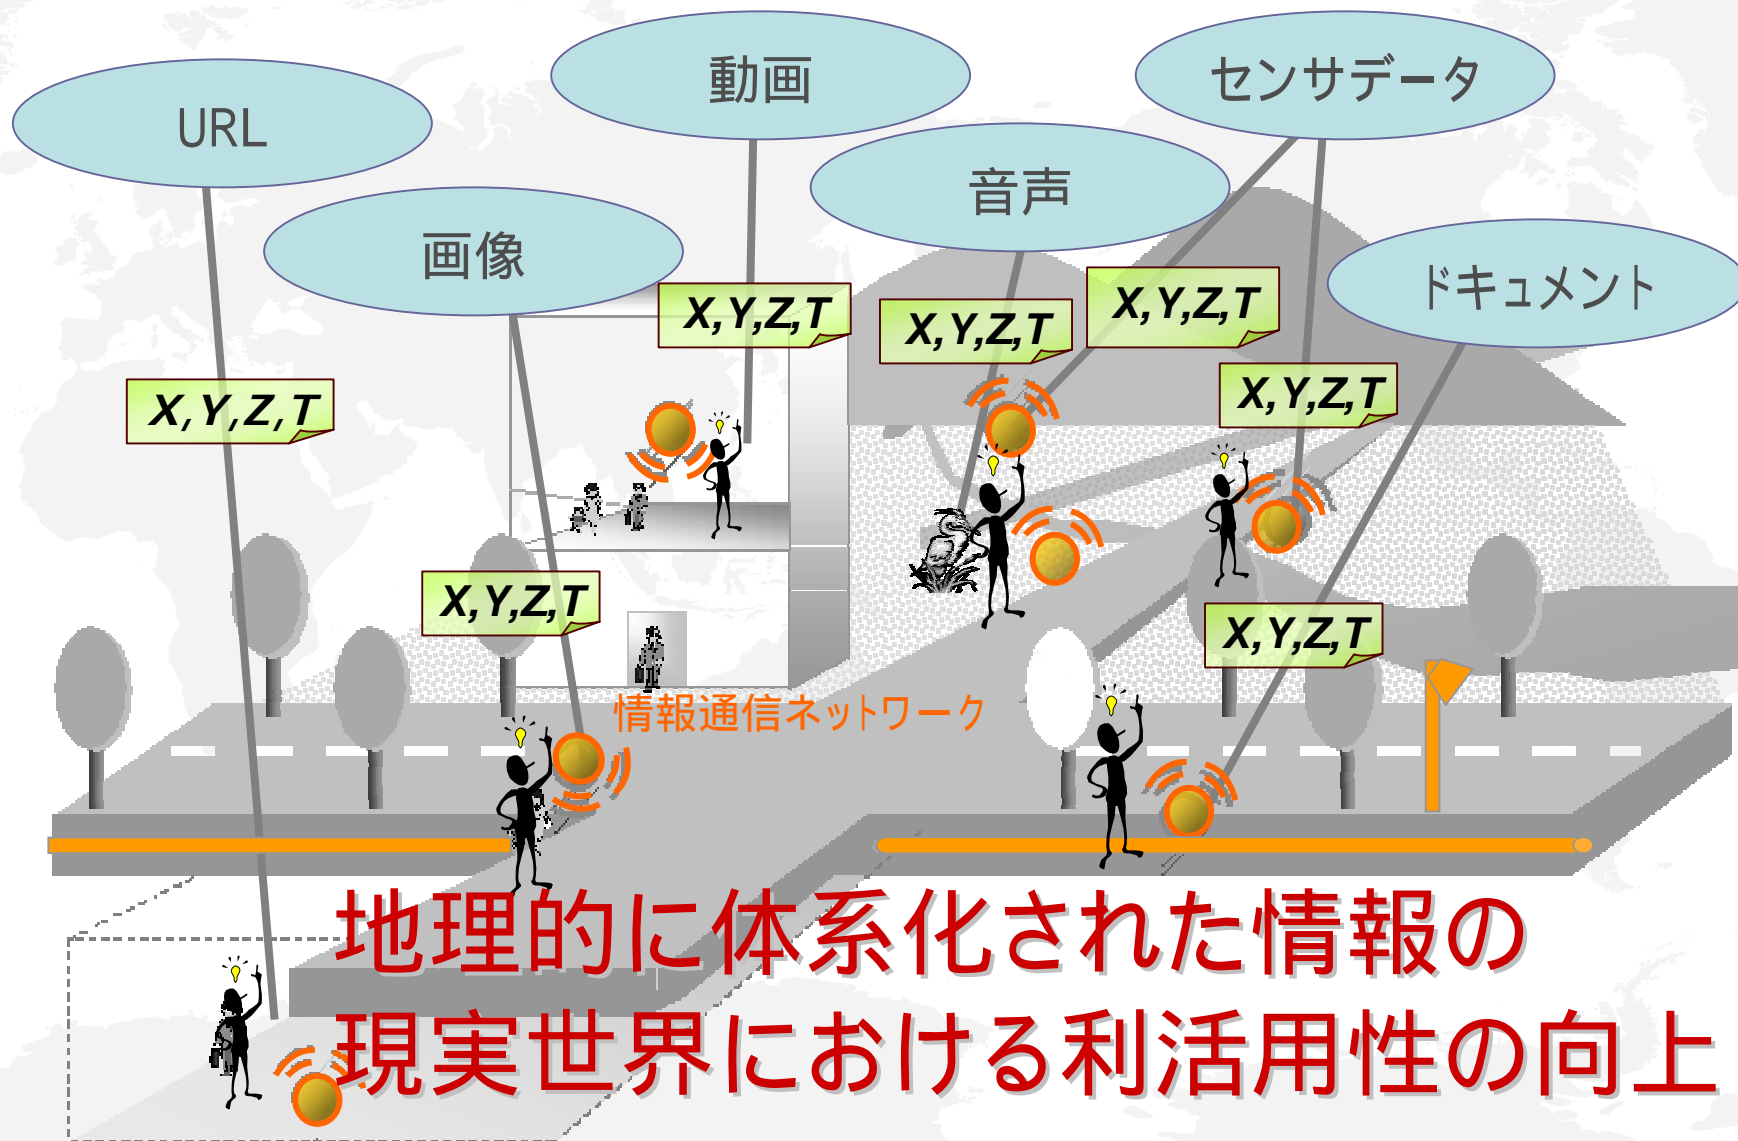 動画
センサデータ
URL
音声
画像
ドキュメント
X,Y,Z,T
X,Y,Z,T
X,Y,Z,T
X,Y,Z,T
X,Y,Z,T
X,Y,Z,T
X,Y,Z,T
情報通信ネットワーク
地理的に体系化された情報の
現実世界における利活用性の向上